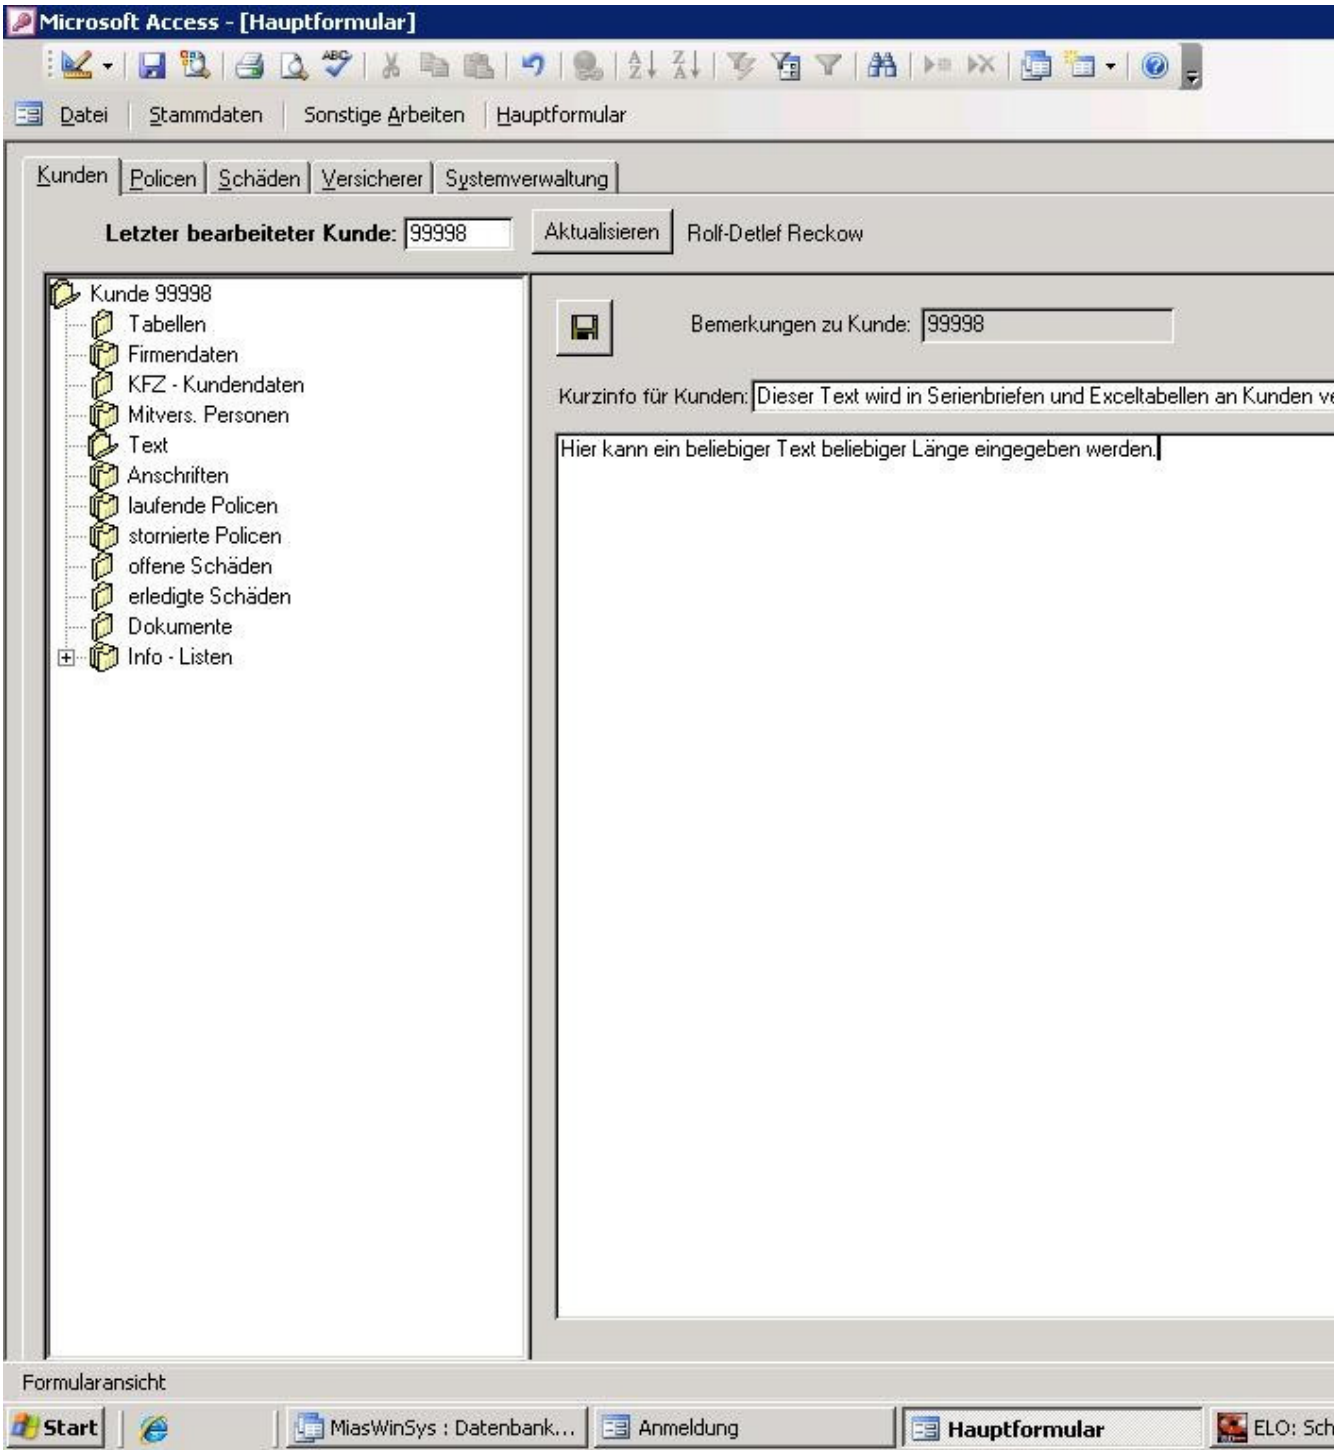 Microsoft Access - [Hauptformular]
ABC
A Z Z A
Datei Stammdaten Sonstige Arbeiten Hauptformular
Kunden Policen Schäden Versicherer Systemverwaltung
Letzter bearbeiteter Kunde: 99998 Aktualisieren Rolf-Detlef Reckow
Kunde 99998
Tabellen
Firmendaten
KFZ - Kundendaten
Mitvers. Personen
Text
Anschriften
laufende Policen
stornierte Policen
offene Schäden
erledigte Schäden
Dokumente
Info - Listen
Bemerkungen zu Kunde: 99998
Kurzinfo für Kunden: Dieser Text wird in Serienbriefen und Exceltabellen an Kunden ve
Hier kann ein beliebiger Text beliebiger Länge eingegeben werden.
Formularansicht
Start MiasWinSys : Datenbank... Anmeldung Hauptformular ELO: Sch